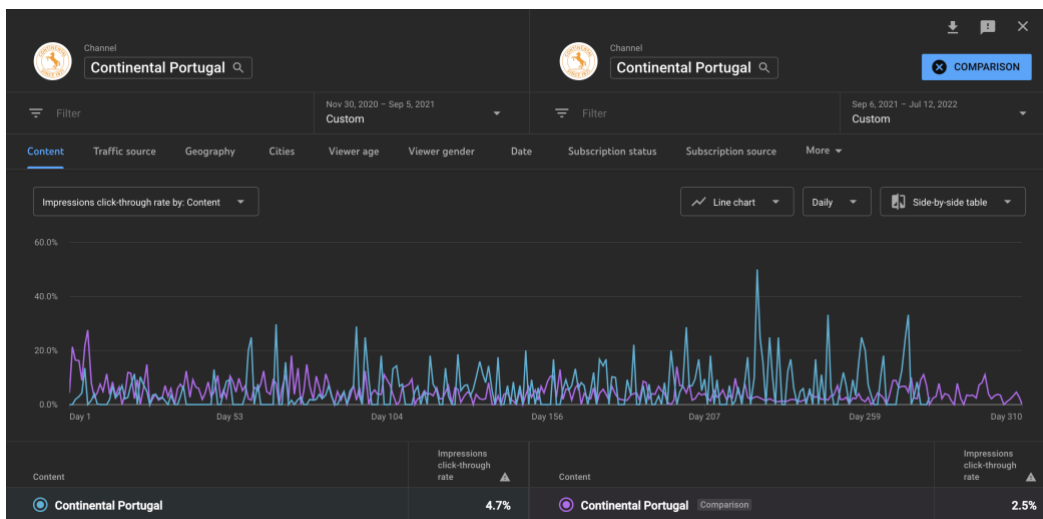 Channel
Continental Portugal
Channel
Continental Portugal
COMPARISON
Filter
Nov 30, 2020 – Sep 5, 2021
Custom
Filter
Sep 6, 2021 – Jul 12, 2022
Custom
Content Traffic source Geography Cities Viewer age Viewer gender Date Subscription status Subscription source More
Impressions click-through rate by: Content
Line chart
Daily
Side-by-side table
60.0%
40.0%
20.0%
0.0%
Day 1 Day 53 Day 104 Day 156 Day 207 Day 259 Day 310
Content
Impressions
click-through
rate
Content
Impressions
click-through
rate
Continental Portugal 4.7%
Continental Portugal Comparison 2.5%